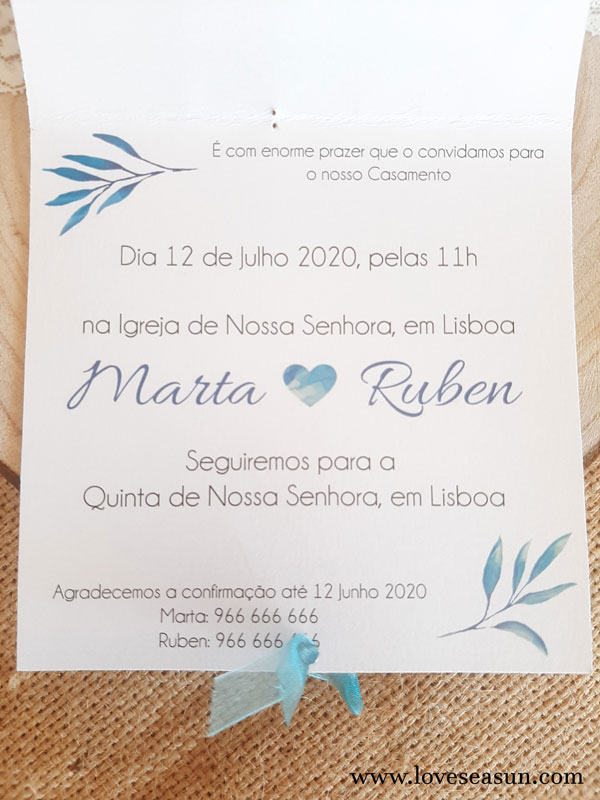 É com enorme prazer que o convidamos para
o nosso Casamento
Dia 12 de Julho 2020, pelas 11h
na Igreja de Nossa Senhora, em Lisboa
Marta Ruben
Seguiremos para a
Quinta de Nossa Senhora, em Lisboa
Agradecemos a confirmação até 12 Junho 2020
Marta: 966 666 666
Ruben: 966 666
www.loveseasun.com